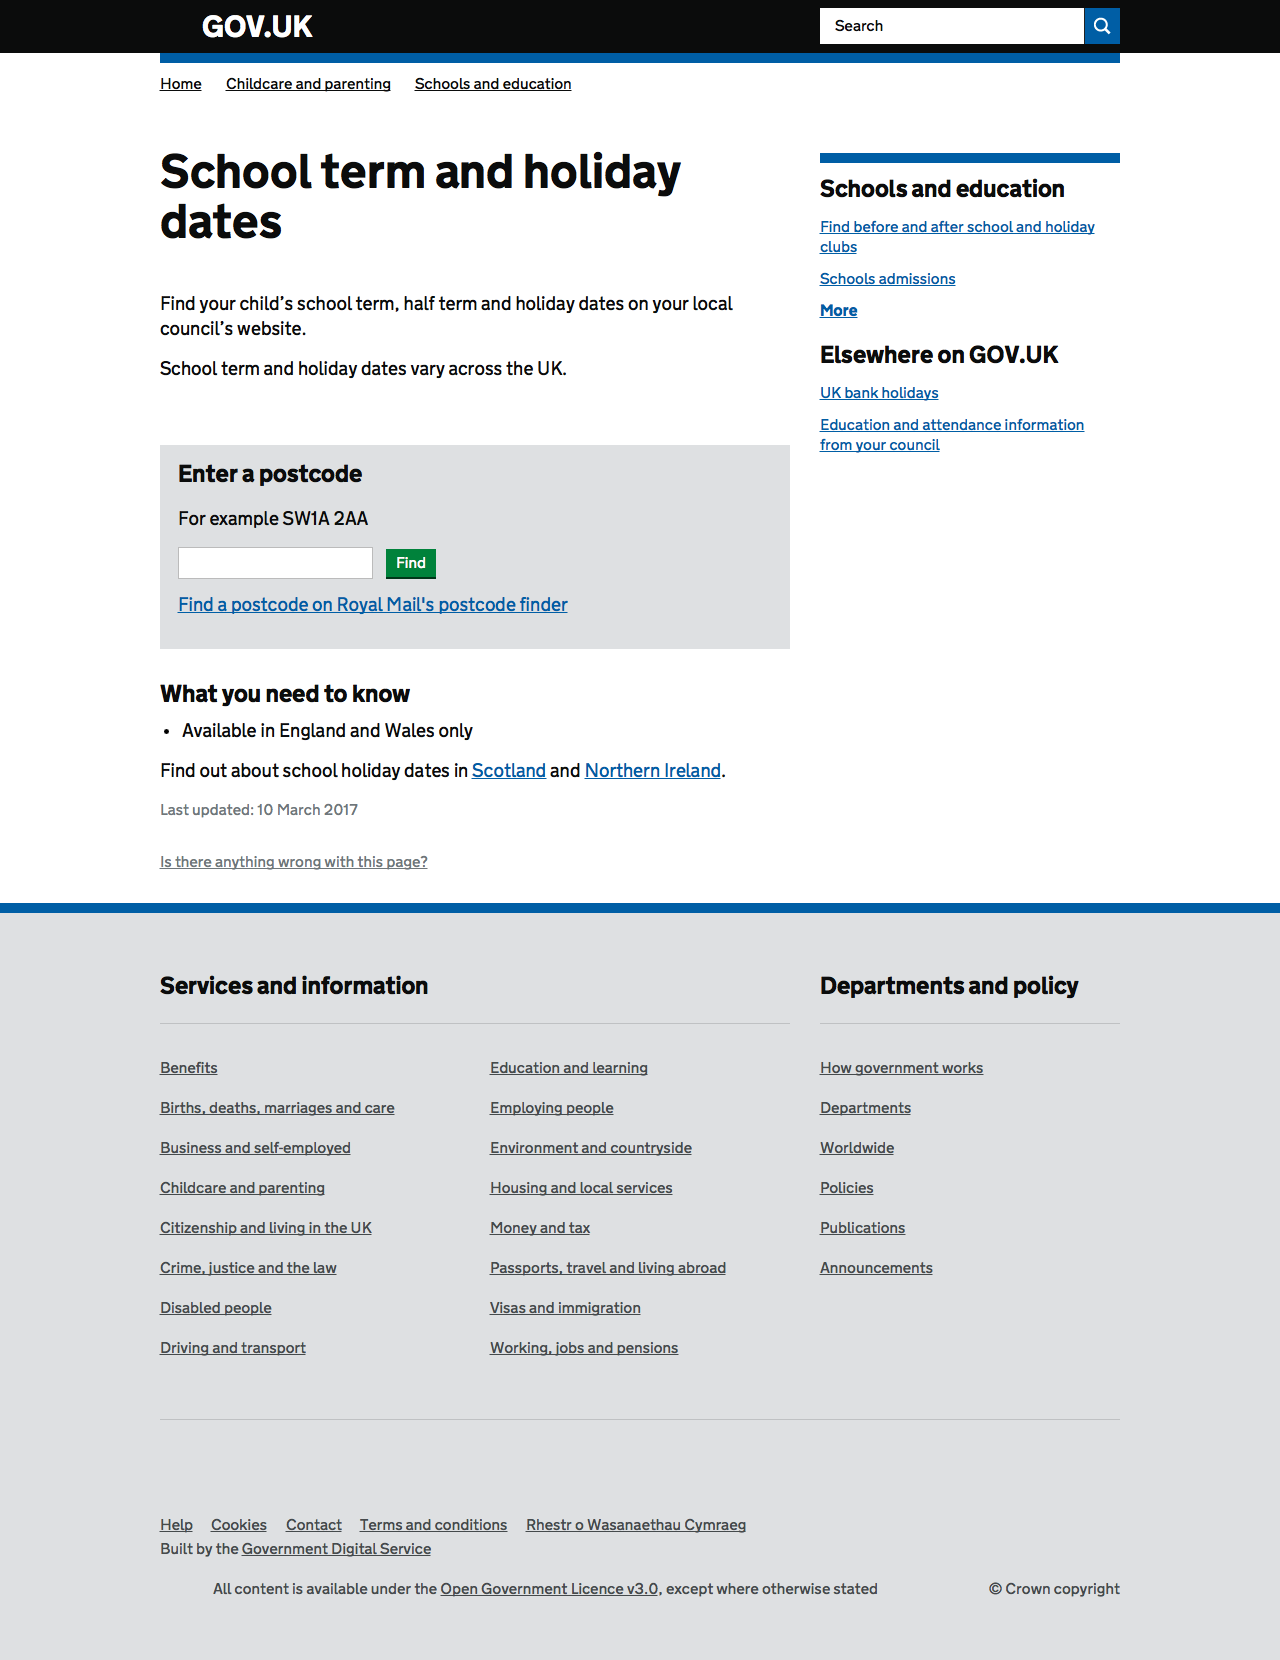 GOV.UK
Search
Home Childcare and parenting Schools and education
School term and holiday
dates
Find your child’s school term, half term and holiday dates on your local
council’s website.
School term and holiday dates vary across the UK.
Enter a postcode
For example SW1A 2AA
Find
Find a postcode on Royal Mail's postcode finder
What you need to know
• Available in England and Wales only
Find out about school holiday dates in Scotland and Northern Ireland.
Last updated: 10 March 2017
Is there anything wrong with this page?
Schools and education
Find before and after school and holiday
clubs
Schools admissions
More
Elsewhere on GOV.UK
UK bank holidays
Education and attendance information
from your council
Services and information
Benefits
Births, deaths, marriages and care
Business and self-employed
Childcare and parenting
Citizenship and living in the UK
Crime, justice and the law
Disabled people
Driving and transport
Education and learning
Employing people
Environment and countryside
Housing and local services
Money and tax
Passports, travel and living abroad
Visas and immigration
Working, jobs and pensions
Departments and policy
How government works
Departments
Worldwide
Policies
Publications
Announcements
Help Cookies Contact Terms and conditions Rhestr o Wasanaethau Cymraeg
Built by the Government Digital Service
All content is available under the Open Government Licence v3.0, except where otherwise stated
© Crown copyright